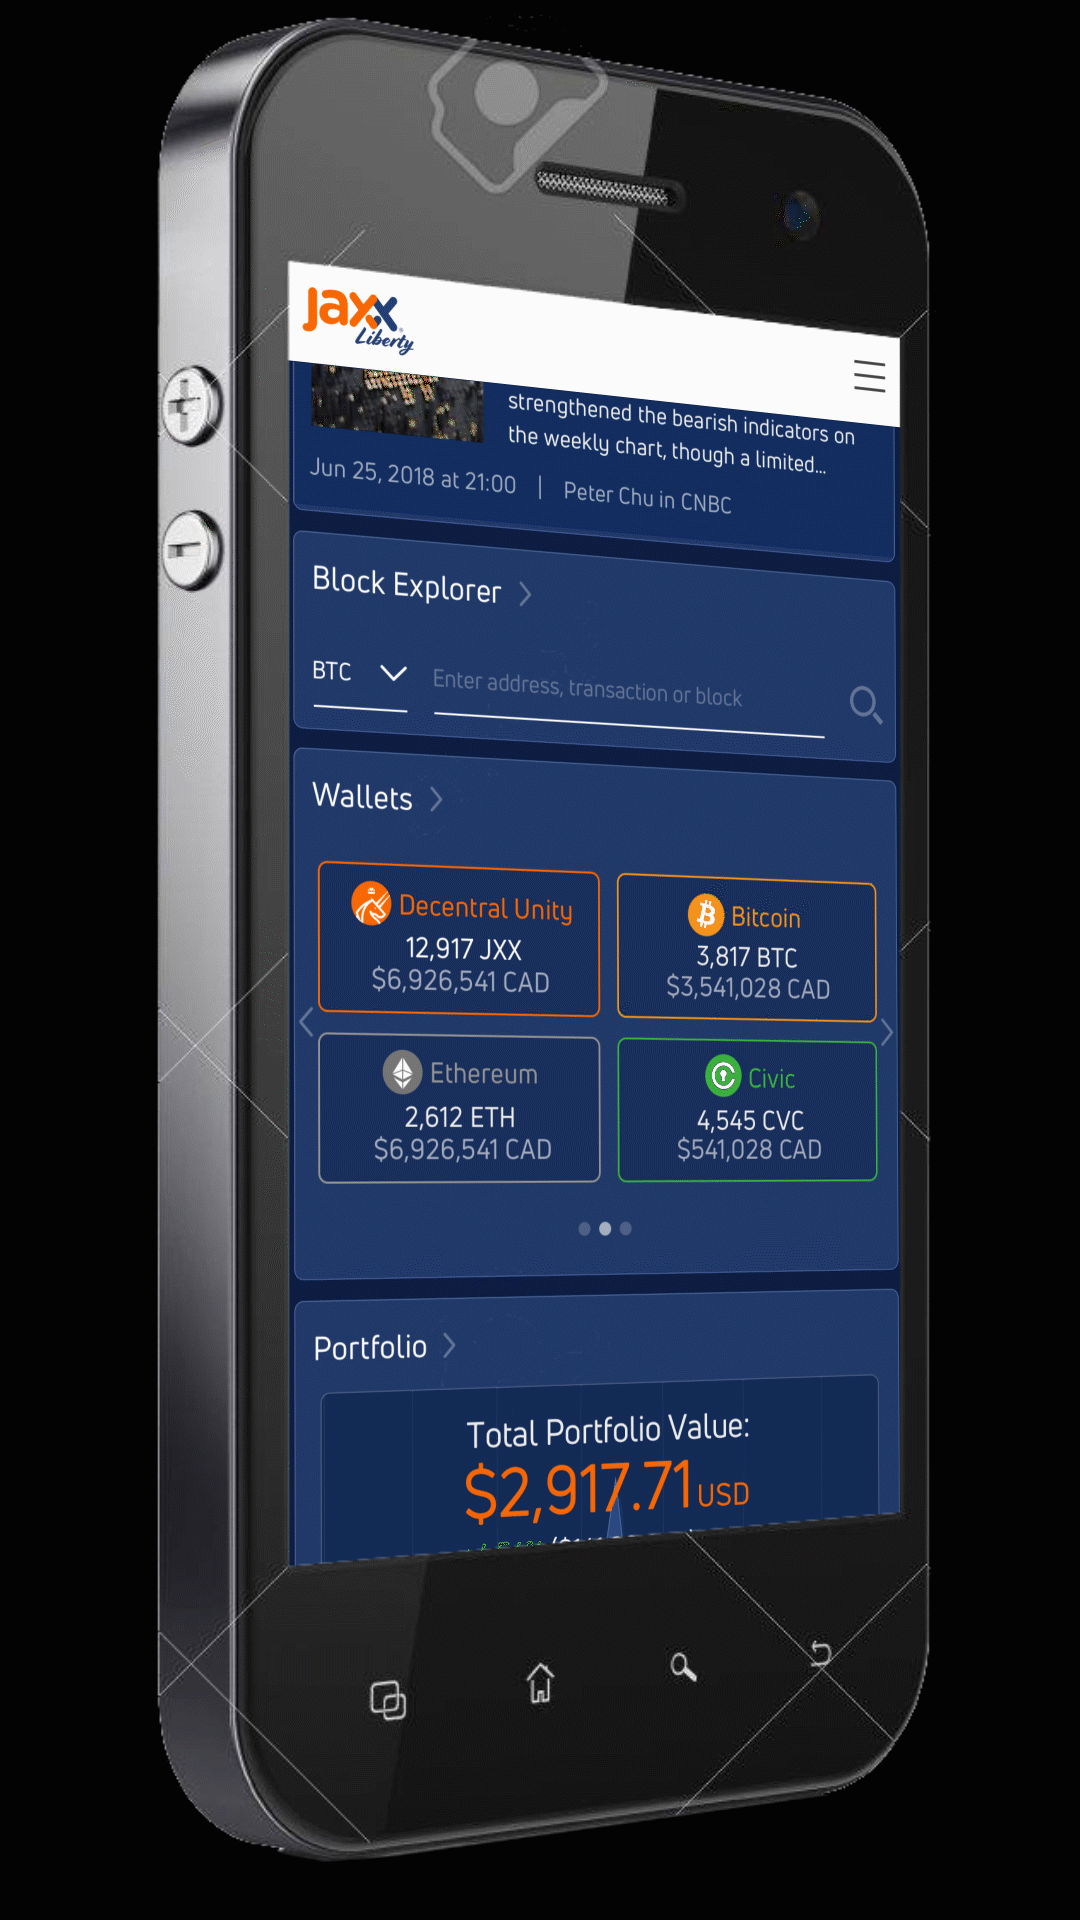 Jaxx
Liberty
strengthened the bearish indicators on
the weekly chart, though a limited...
Jun 25, 2018 at 21:00 | Peter Chu in CNBC
Block Explorer
BTC
Enter address, transaction or block
Wallets
Decentral Unity
12,917 JXX
$6,926,541 CAD
Bitcoin
3,817 BTC
$3,541,028 CAD
Ethereum
2,612 ETH
$6,926,541 CAD
Civic
4,545 CVC
$541,028 CAD
Portfolio
Total Portfolio Value:
$2,917.71 USD